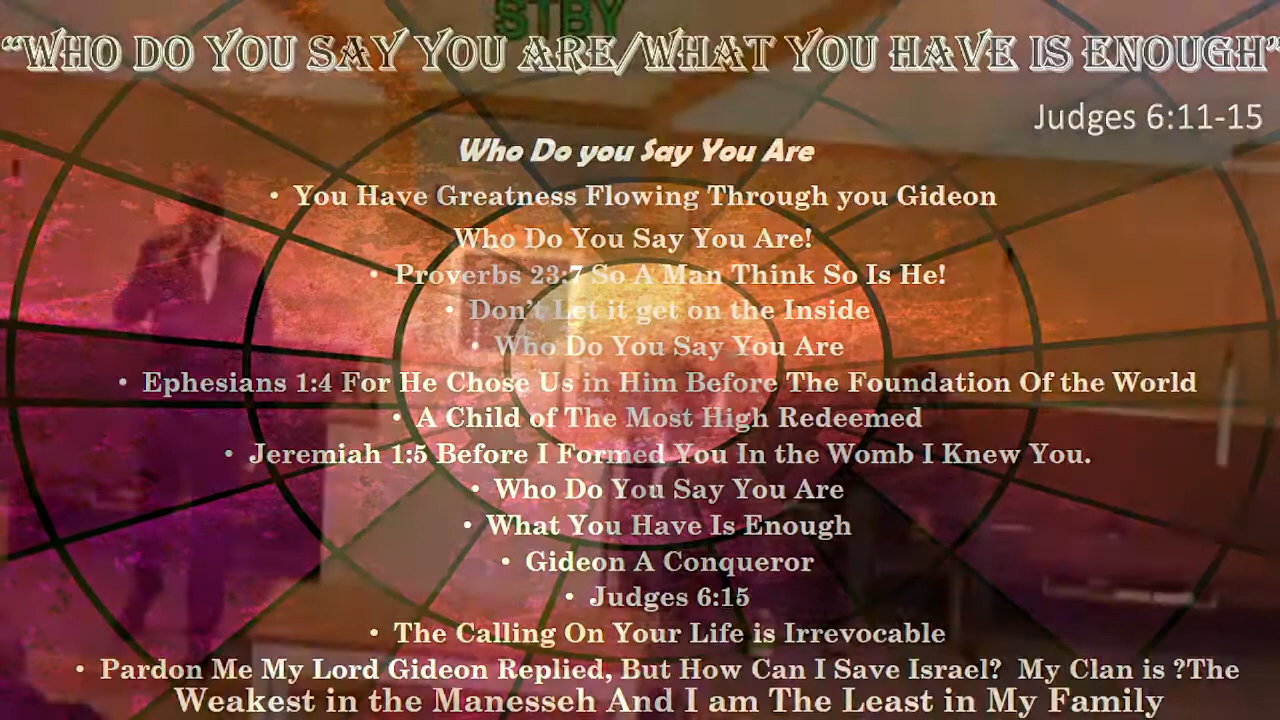 STBY
“WHO DO YOU SAY YOU ARE/WHAT YOU HAVE IS ENOUGH”
Judges 6:11-15
Who Do you Say You Are
• You Have Greatness Flowing Through you Gideon
Who Do You Say You Are!
• Proverbs 23:7 So A Man Think So Is He!
• Don't Let it get on the Inside
• Who Do You Say You Are
• Ephesians 1:4 For He Chose Us in Him Before The Foundation Of the World
• A Child of The Most High Redeemed
• Jeremiah 1:5 Before I Formed You In the Womb I Knew You.
• Who Do You Say You Are
• What You Have Is Enough
• Gideon A Conqueror
• Judges 6:15
• The Calling On Your Life is Irrevocable
• Pardon Me My Lord Gideon Replied, But How Can I Save Israel?  My Clan is ?The
Weakest in the Manesseh And I am The Least in My Family